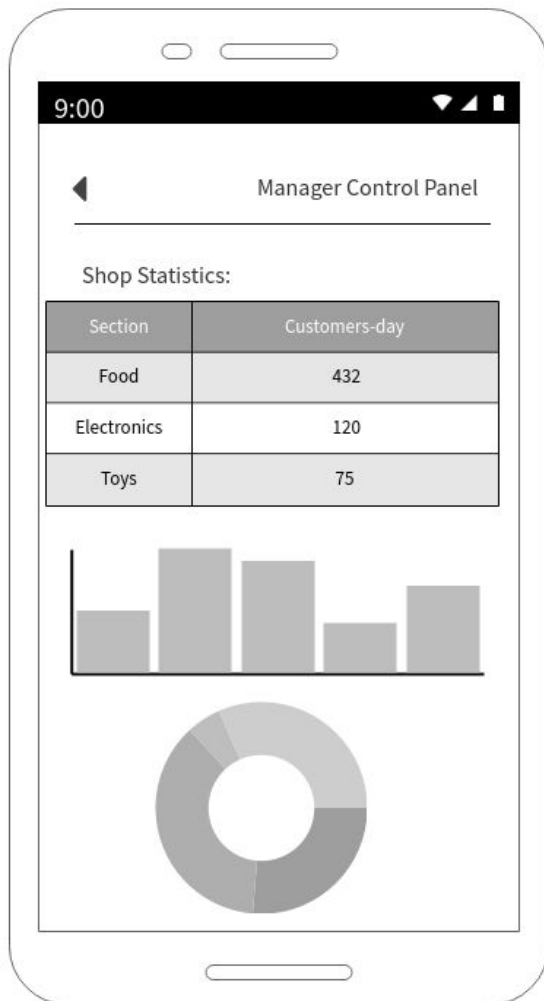 9:00
Manager Control Panel
Shop Statistics:
Section Customers-day
Food 432
Electronics 120
Toys 75